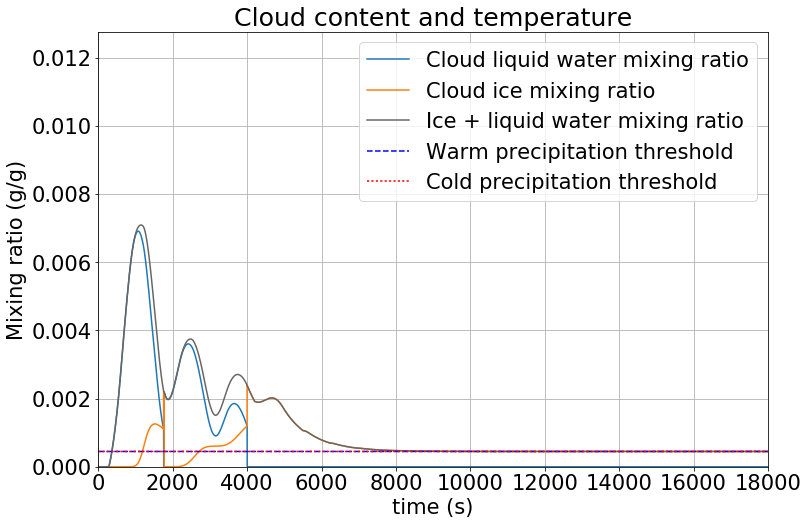 Cloud content and temperature
Mixing ratio (g/g)
0.012
0.010
0.008
0.006
0.004
0.002
0.000
Cloud liquid water mixing ratio
Cloud ice mixing ratio
Ice + liquid water mixing ratio
Warm precipitation threshold
Cold precipitation threshold
0 2000 4000 6000 8000 10000 12000 14000 16000 18000
time (s)